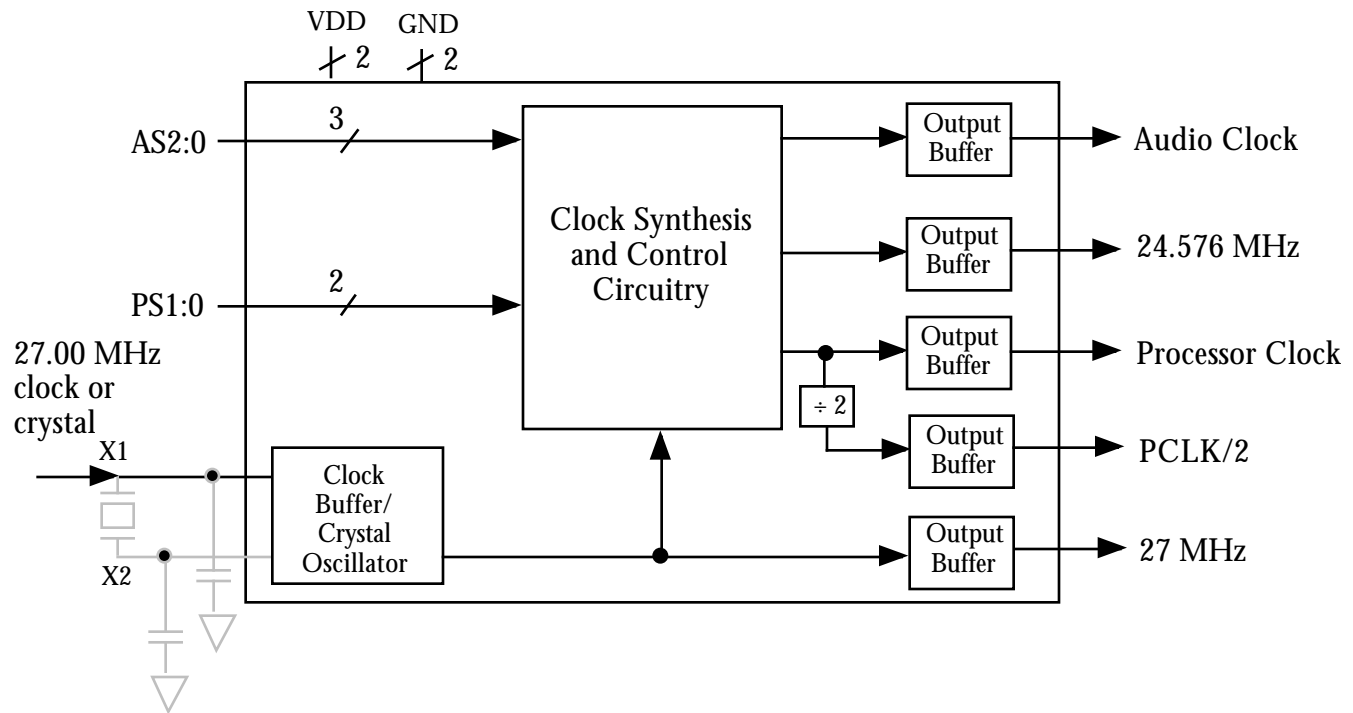 VDD
GND
2
2
AS2:0
3
PS1:0
2
27.00 MHz
clock or
crystal
X1
X2
Clock
Buffer/
Crystal
Oscillator
Clock Synthesis
and Control
Circuitry
÷ 2
Output
Buffer
Audio Clock
Output
Buffer
24.576 MHz
Output
Buffer
Processor Clock
Output
Buffer
PCLK/2
Output
Buffer
27 MHz